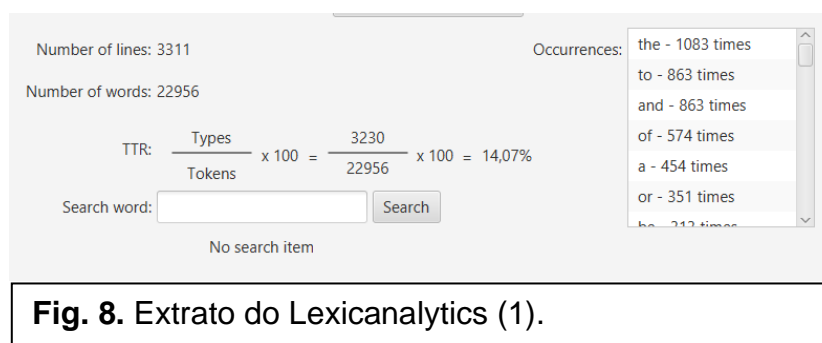 Number of lines: 3311
Occurrences:
the - 1083 times
to - 863 times
Number of words: 22956
and - 863 times
of - 574 times
TTR: Types / Tokens x 100 = 3230 / 22956 x 100 = 14,07%
a - 454 times
or - 351 times
Search word: Search
No search item
Fig. 8. Extrato do Lexicanalytics (1).